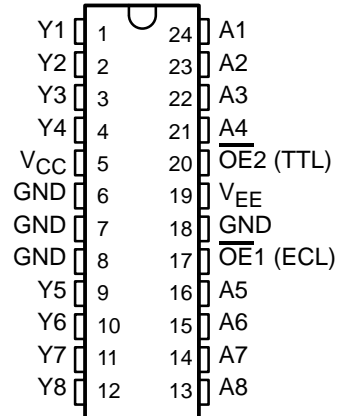 Y1 1 24 A1
Y2 2 23 A2
Y3 3 22 A3
Y4 4 21 A4
VCC 5 20 O̅E̅2 (TTL)
GND 6 19 VEE
GND 7 18 GND
GND 8 17 O̅E̅1 (ECL)
Y5 9 16 A5
Y6 10 15 A6
Y7 11 14 A7
Y8 12 13 A8